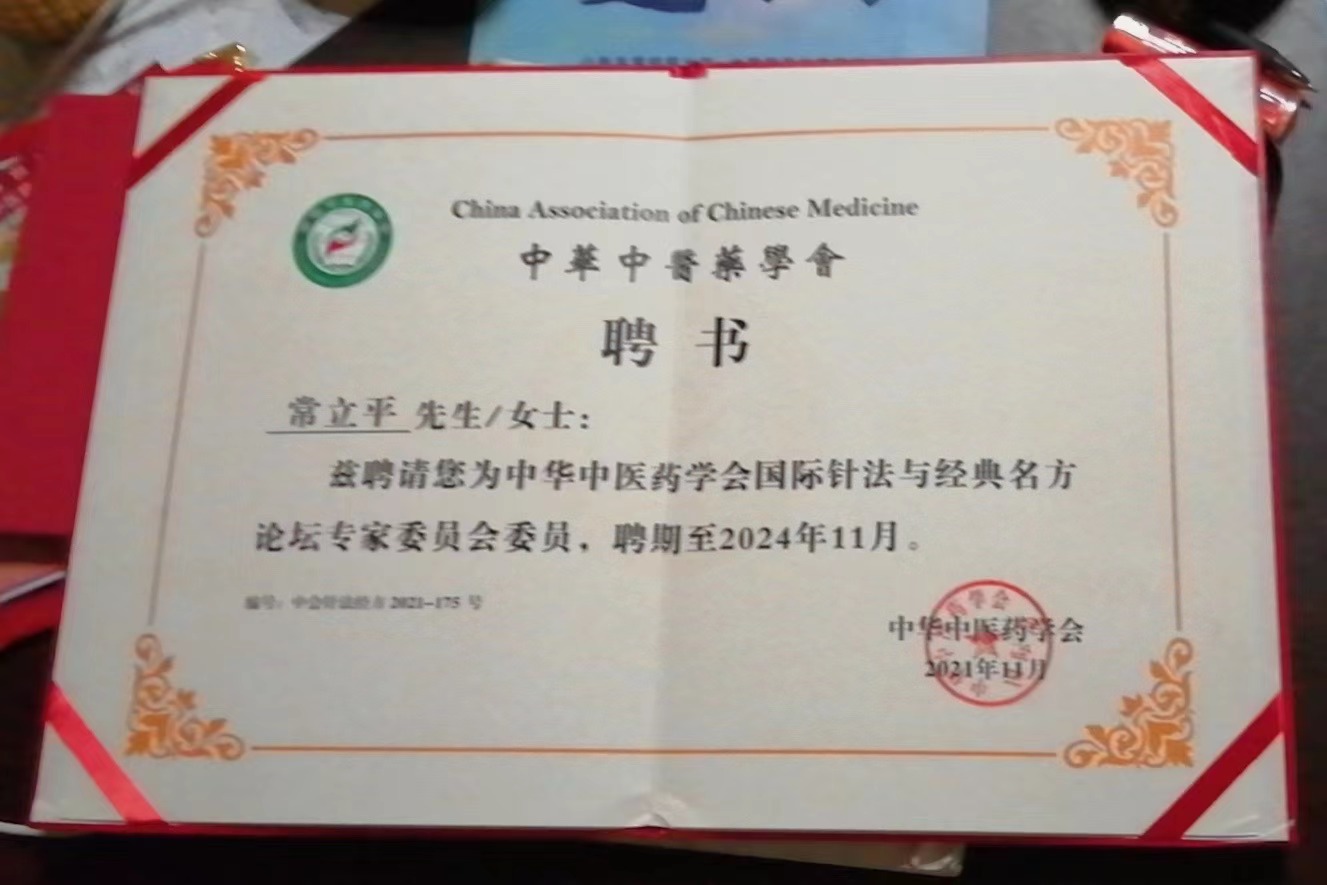 China Association of Chinese Medicine
中華中醫藥學會
聘书
常立平 先生/女士：
兹聘请您为中华中医药学会国际针法与经典名方
论坛专家委员会委员，聘期至2024年11月。
编号：中会针法经方 2021-175 号
中华中医药学会
2021年11月